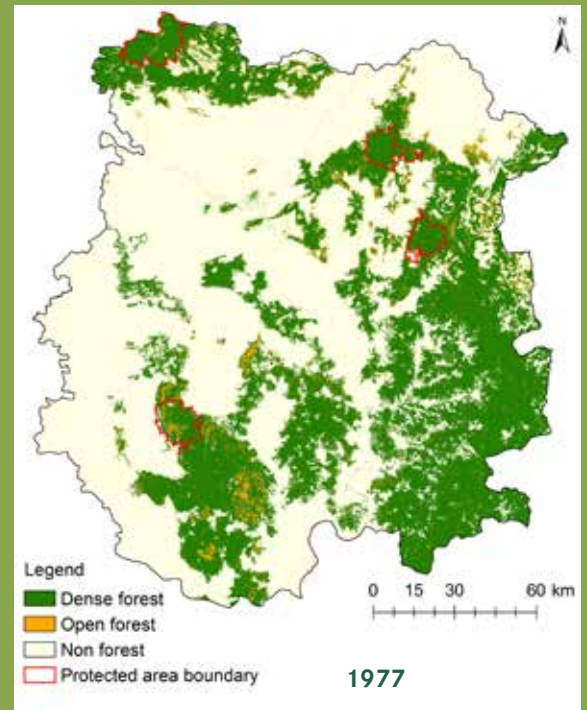 N
Legend
Dense forest
Open forest
Non forest
Protected area boundary
0 15 30 60 km
1977